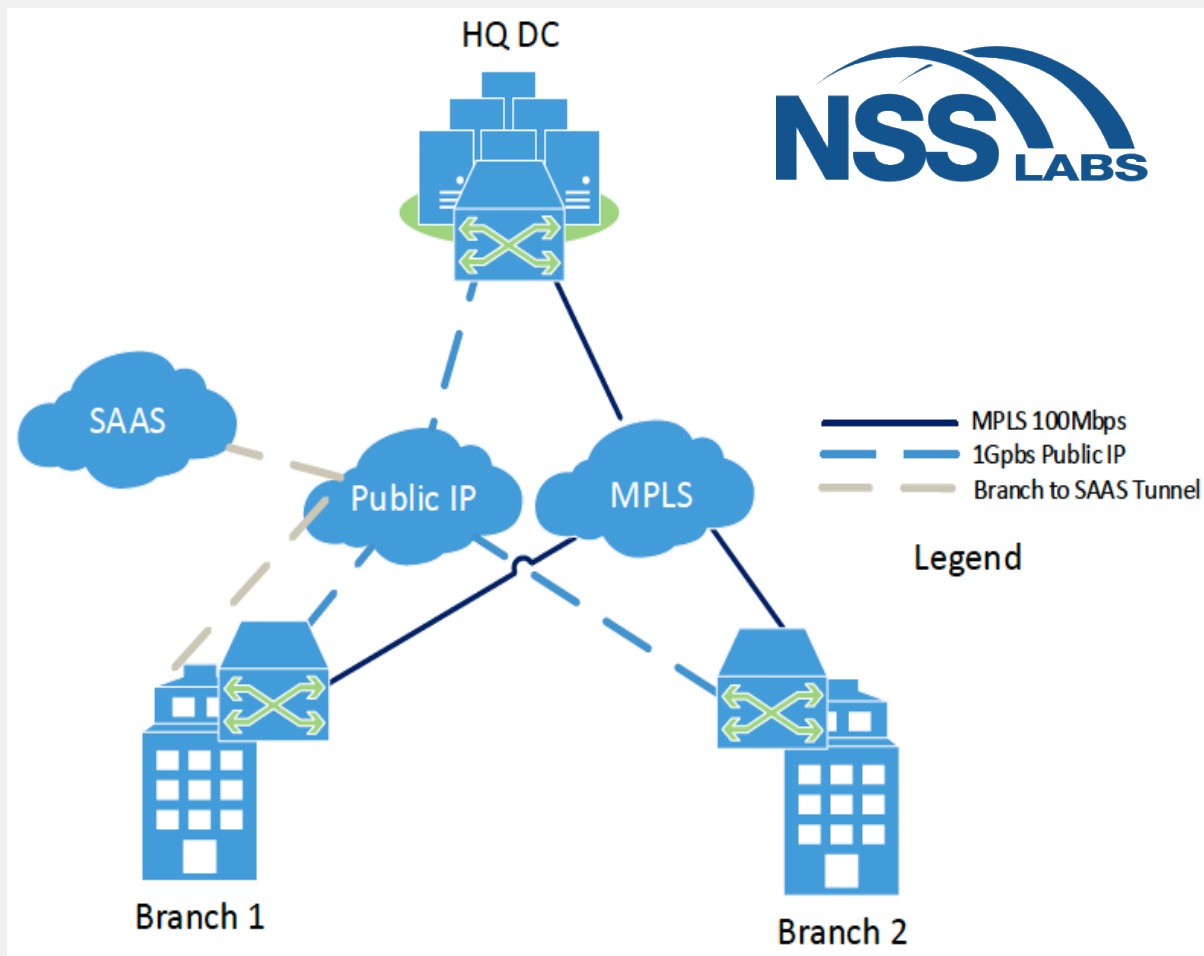 HQ DC
NSS LABS
SAAS
Public IP
MPLS
MPLS 100Mbps
1Gpbs Public IP
Branch to SAAS Tunnel
Legend
Branch 1
Branch 2